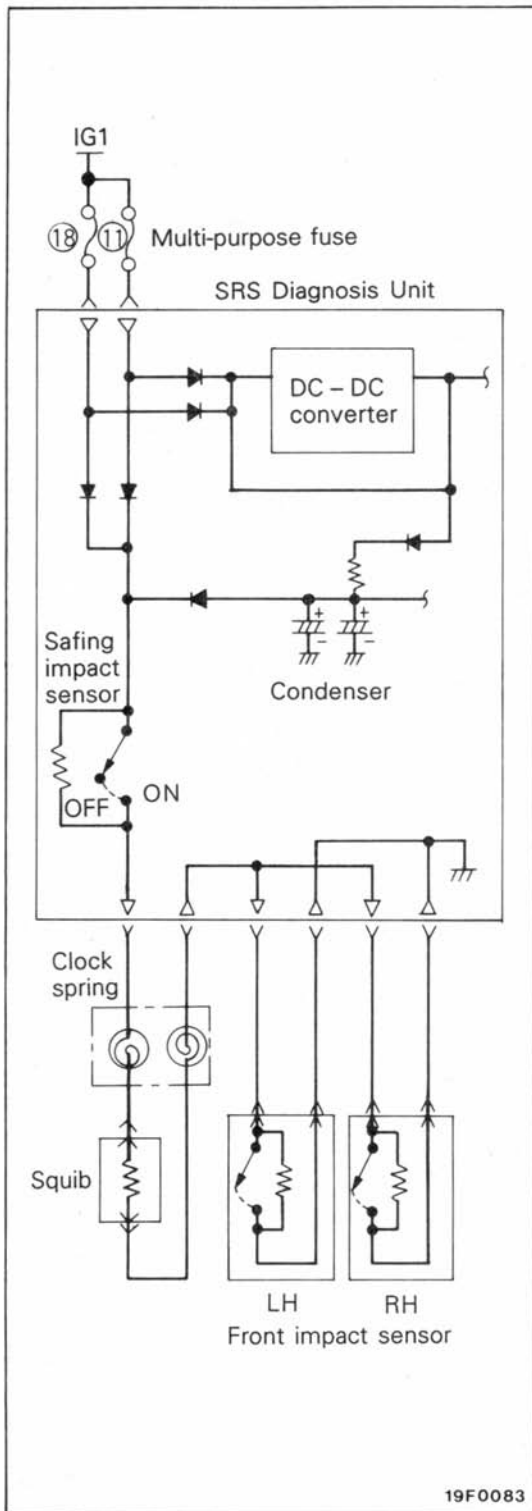 IG1
⑱ ⑪ Multi-purpose fuse
SRS Diagnosis Unit
DC – DC
converter
+ +
– –
Safing
impact
sensor
Condenser
OFF ON
Clock
spring
Squib
LH RH
Front impact sensor
19F0083